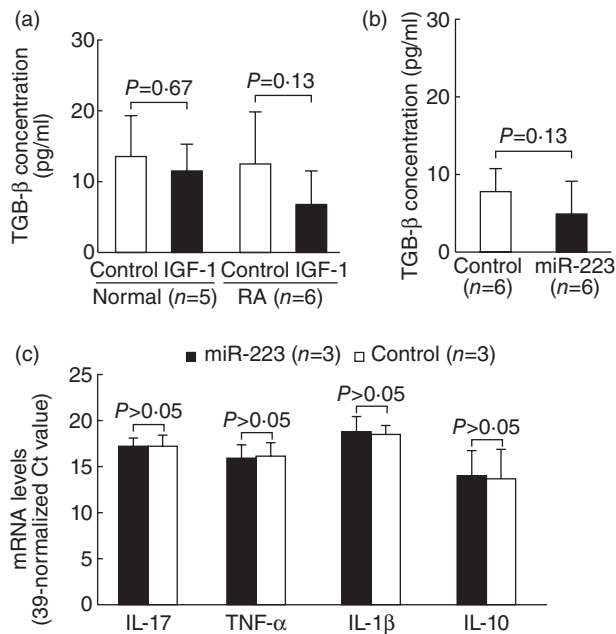 (a)
TGB-β concentration
(pg/ml)
30
20
10
0
P=0·67
P=0·13
Control IGF-1 Control IGF-1
Normal (n=5) RA (n=6)
(b)
TGB-β concentration (pg/ml)
30
20
10
0
P=0·13
Control
(n=6)
miR-223
(n=6)
(c)
miR-223 (n=3) Control (n=3)
mRNA levels
(39-normalized Ct value)
25
20
15
10
5
0
P>0·05
P>0·05
P>0·05
P>0·05
IL-17 TNF-α IL-1β IL-10